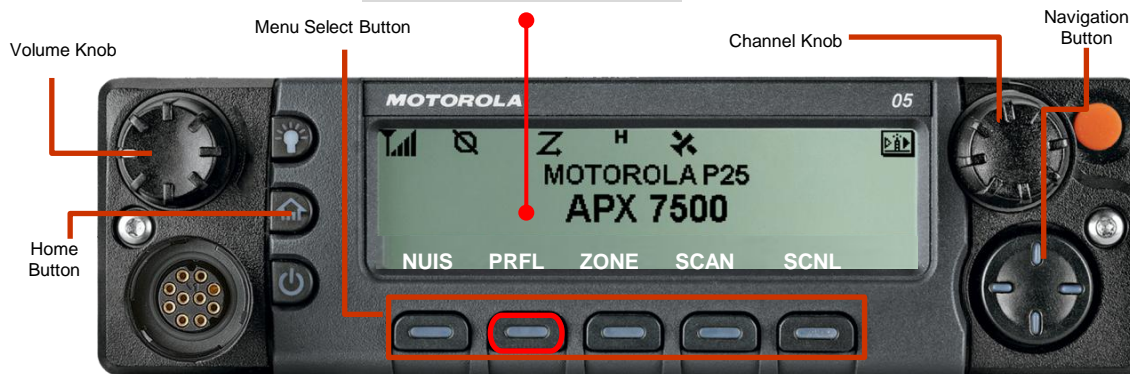 Navigation
Button
Menu Select Button
Channel Knob
Volume Knob
MOTOROLA
05
H
MOTOROLA P25
APX 7500
Home
Button
NUIS PRFL ZONE SCAN SCNL